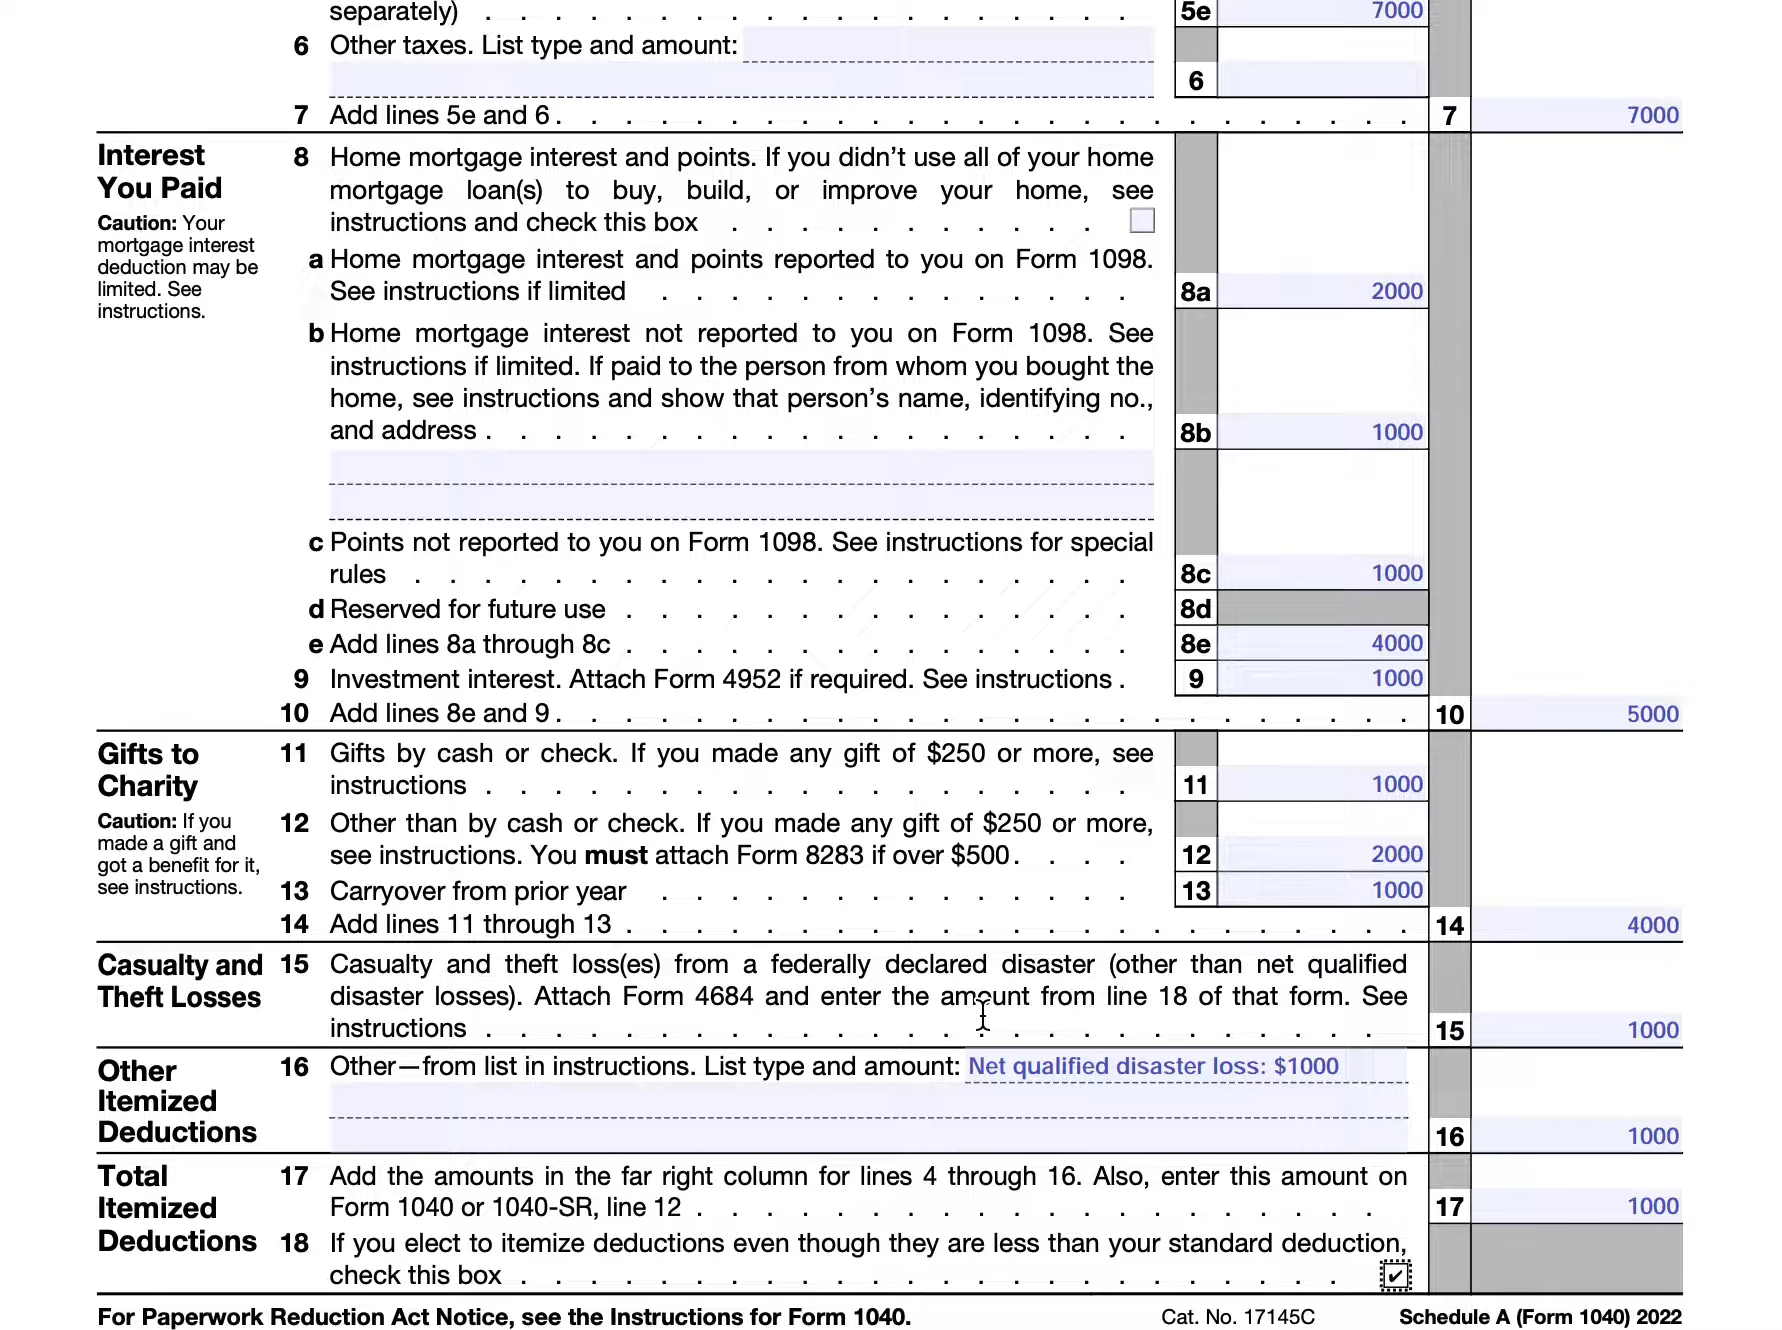 separately) . . . . . . . . . . . . . . . . . . . 5e 7000
6 Other taxes. List type and amount:
6
7 Add lines 5e and 6 . . . . . . . . . . . . . . . . . . . . . . . . . 7 7000
Interest You Paid
Caution: Your mortgage interest deduction may be limited. See instructions.
8 Home mortgage interest and points. If you didn’t use all of your home
mortgage loan(s) to buy, build, or improve your home, see
instructions and check this box . . . . . . . . . . .
a Home mortgage interest and points reported to you on Form 1098.
See instructions if limited . . . . . . . . . . . . . . 8a 2000
b Home mortgage interest not reported to you on Form 1098. See
instructions if limited. If paid to the person from whom you bought the
home, see instructions and show that person’s name, identifying no.,
and address . . . . . . . . . . . . . . . . . . . 8b 1000
c Points not reported to you on Form 1098. See instructions for special
rules . . . . . . . . . . . . . . . . . . . . . 8c 1000
d Reserved for future use . . . . . . . . . . . . . . . 8d
e Add lines 8a through 8c . . . . . . . . . . . . . . . 8e 4000
9 Investment interest. Attach Form 4952 if required. See instructions . 9 1000
10 Add lines 8e and 9 . . . . . . . . . . . . . . . . . . . . . . . . . 10 5000
Gifts to Charity
Caution: If you made a gift and got a benefit for it, see instructions.
11 Gifts by cash or check. If you made any gift of $250 or more, see
instructions . . . . . . . . . . . . . . . . . . . 11 1000
12 Other than by cash or check. If you made any gift of $250 or more,
see instructions. You must attach Form 8283 if over $500. . . . 12 2000
13 Carryover from prior year . . . . . . . . . . . . . . 13 1000
14 Add lines 11 through 13 . . . . . . . . . . . . . . . . . . . . . . . 14 4000
Casualty and Theft Losses
15 Casualty and theft loss(es) from a federally declared disaster (other than net qualified
disaster losses). Attach Form 4684 and enter the amount from line 18 of that form. See
instructions . . . . . . . . . . . . . . . . . . . . . . . . . . 15 1000
Other Itemized Deductions
16 Other—from list in instructions. List type and amount: Net qualified disaster loss: $1000
16 1000
Total Itemized Deductions
17 Add the amounts in the far right column for lines 4 through 16. Also, enter this amount on
Form 1040 or 1040-SR, line 12 . . . . . . . . . . . . . . . . . . . . 17 1000
18 If you elect to itemize deductions even though they are less than your standard deduction,
check this box . . . . . . . . . . . . . . . . . . . . . . . . ✔
For Paperwork Reduction Act Notice, see the Instructions for Form 1040. Cat. No. 17145C Schedule A (Form 1040) 2022